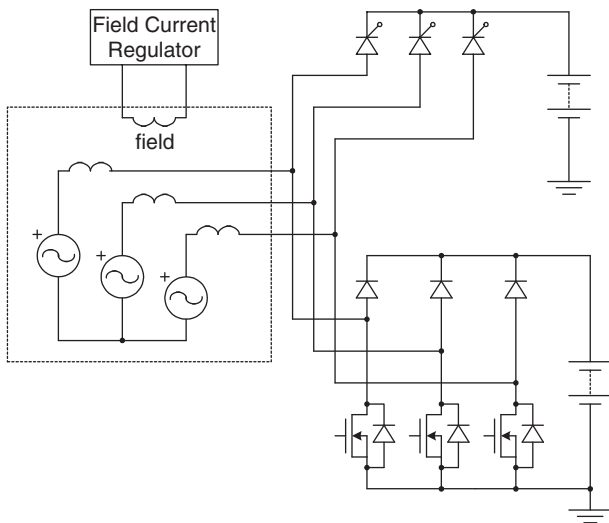 Field Current
Regulator
field
+
+
+